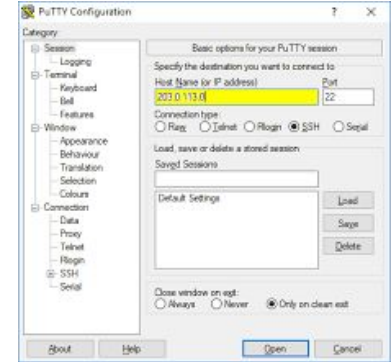 PuTTY Configuration
? X
Category:
Session
Logging
Terminal
Keyboard
Bell
Features
Window
Appearance
Behaviour
Translation
Selection
Colours
Connection
Data
Proxy
Telnet
Rlogin
SSH
Serial
Basic options for your PuTTY session
Specify the destination you want to connect to
Host Name (or IP address) Port
203.0.113.0 22
Connection type:
Raw Telnet Rlogin SSH Serial
Load, save or delete a stored session
Saved Sessions
Default Settings
Load
Save
Delete
Close window on exit:
Always Never Only on clean exit
About Help Open Cancel